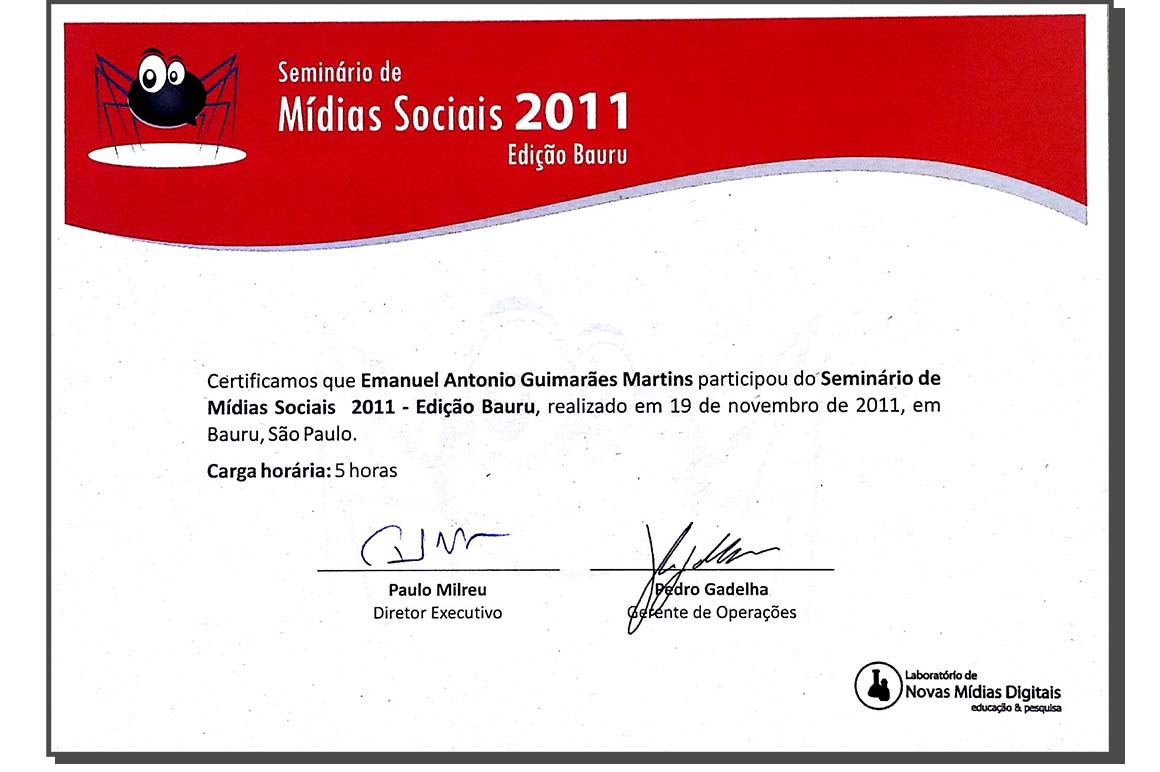 Seminário de
Mídias Sociais 2011
Edição Bauru
Certificamos que Emanuel Antonio Guimarães Martins participou do Seminário de
Mídias Sociais 2011 - Edição Bauru, realizado em 19 de novembro de 2011, em
Bauru, São Paulo.
Carga horária: 5 horas
Paulo Milreu
Diretor Executivo
Pedro Gadelha
Gerente de Operações
Laboratório de
Novas Mídias Digitais
educação & pesquisa